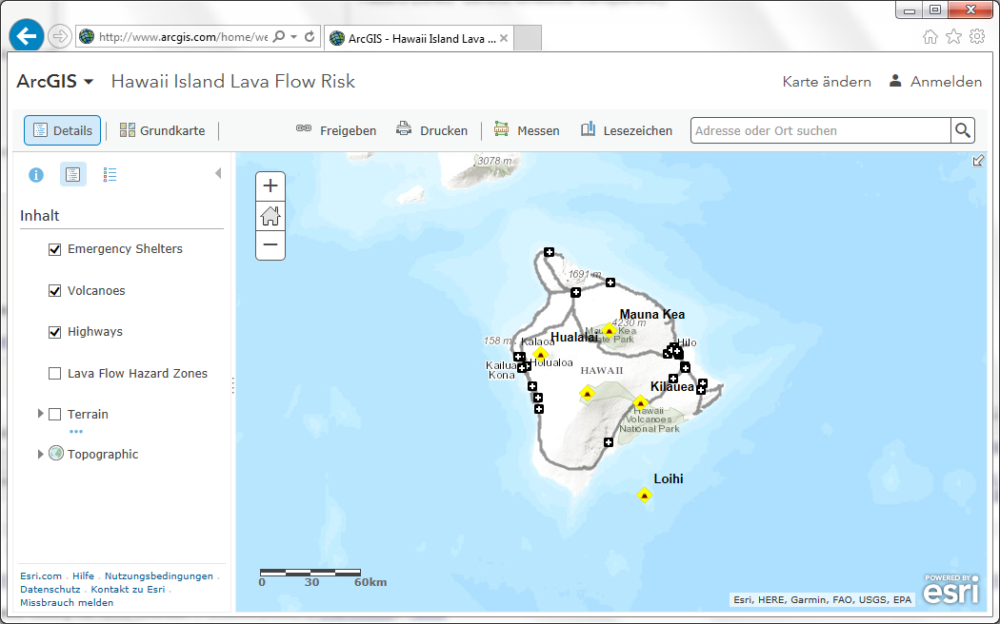 http://www.arcgis.com/home/we
ArcGIS - Hawaii Island Lava ...
ArcGIS
Hawaii Island Lava Flow Risk
Karte ändern
Anmelden
Details
Grundkarte
Freigeben
Drucken
Messen
Lesezeichen
Adresse oder Ort suchen
Inhalt
Emergency Shelters
Volcanoes
Highways
Lava Flow Hazard Zones
Terrain
Topographic
Esri.com . Hilfe . Nutzungsbedingungen .
Datenschutz . Kontakt zu Esri .
Missbrauch melden
+
−
3078 m
1691 m
Mauna Kea
4230 m
Mauna Kea
State Park
158 m
Kalaoa
Hualalai
Hilo
Holualoa
Kailua
Kona
HAWAII
Kilauea
Hawaii
Volcanoes
National Park
Loihi
0 30 60km
Esri, HERE, Garmin, FAO, USGS, EPA
POWERED BY
esri